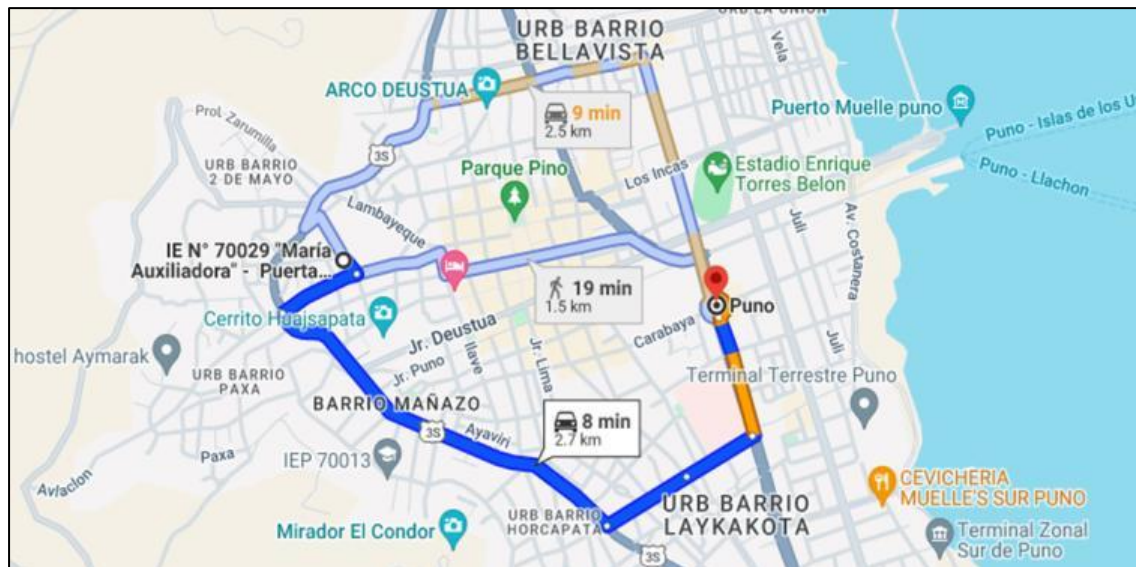 URB LA UNION
URB BARRIO
BELLAVISTA
Vela
ARCO DEUSTUA
9 min
2.5 km
Puerto Muelle puno
Puno - Islas de los U
Puno - Llachon
Prol. Zarumilla
3S
URB BARRIO
2 DE MAYO
Parque Pino
Los Incas
Estadio Enrique
Torres Belon
Lambayeque
Juli
Av. Costanera
IE N° 70029 "María
Auxiliadora" - Puerta...
19 min
1.5 km
Puno
Cerrito Huajsapata
Jr. Deustua
Carabaya
hostel Aymarak
Jr. Puno
Ilave
Jr. Lima
Juli
URB BARRIO
PAXA
Terminal Terrestre Puno
BARRIO MAÑAZO
3S
Ayaviri
8 min
2.7 km
Paxa
IEP 70013
CEVICHERIA
MUELLE'S SUR PUNO
URB BARRIO
LAYKAKOTA
URB BARRIO
HORCAPATA
Mirador El Condor
3S
Terminal Zonal
Sur de Puno